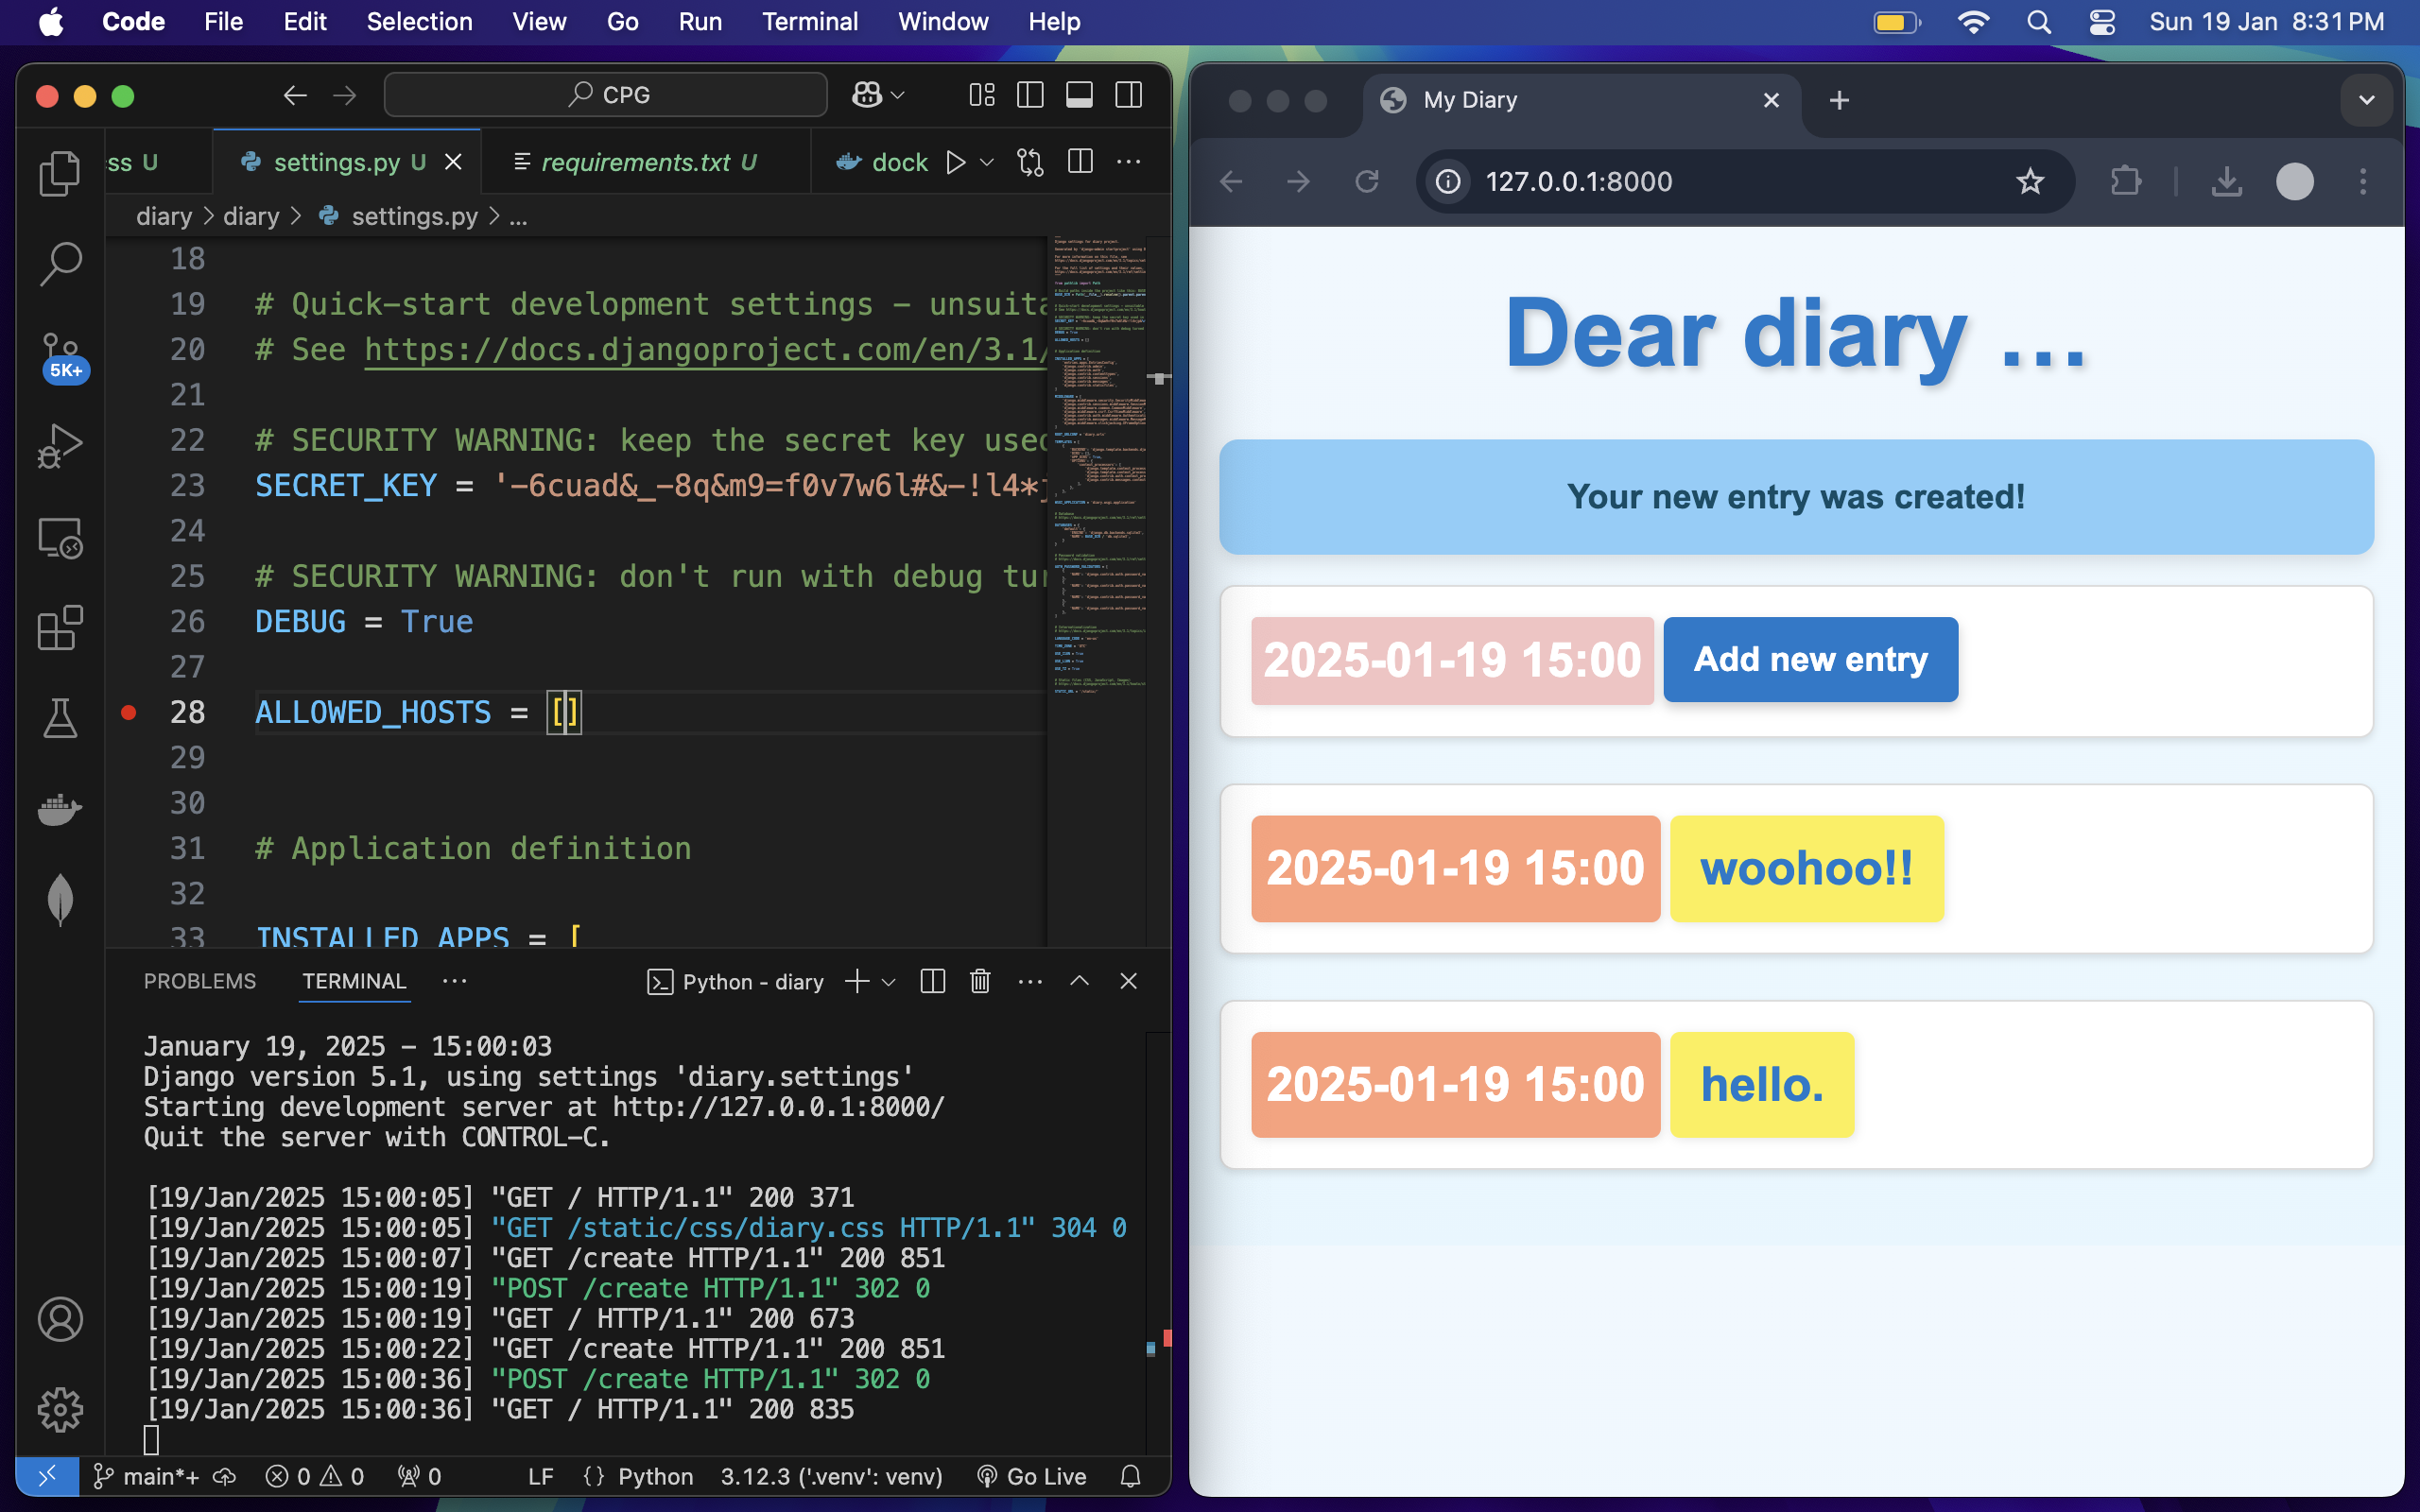 Code File Edit Selection View Go Run Terminal Window Help
Sun 19 Jan 8:31 PM
CPG
ss U
settings.py U
requirements.txt U
dock
diary > diary > settings.py > ...
18
19 # Quick-start development settings - unsuita
20 # See https://docs.djangoproject.com/en/3.1/
21
22 # SECURITY WARNING: keep the secret key used
23 SECRET_KEY = '-6cuad&_-8q&m9=f0v7w6l#&-!l4*j
24
25 # SECURITY WARNING: don't run with debug tur
26 DEBUG = True
27
28 ALLOWED_HOSTS = []
29
30
31 # Application definition
32
33 INSTALLED_APPS = [
5K+
PROBLEMS TERMINAL ...
Python - diary
January 19, 2025 - 15:00:03
Django version 5.1, using settings 'diary.settings'
Starting development server at http://127.0.0.1:8000/
Quit the server with CONTROL-C.
[19/Jan/2025 15:00:05] "GET / HTTP/1.1" 200 371
[19/Jan/2025 15:00:05] "GET /static/css/diary.css HTTP/1.1" 304 0
[19/Jan/2025 15:00:07] "GET /create HTTP/1.1" 200 851
[19/Jan/2025 15:00:19] "POST /create HTTP/1.1" 302 0
[19/Jan/2025 15:00:19] "GET / HTTP/1.1" 200 673
[19/Jan/2025 15:00:22] "GET /create HTTP/1.1" 200 851
[19/Jan/2025 15:00:36] "POST /create HTTP/1.1" 302 0
[19/Jan/2025 15:00:36] "GET / HTTP/1.1" 200 835
main*+ 0 0 0 LF {} Python 3.12.3 ('.venv': venv) Go Live
My Diary
127.0.0.1:8000
Dear diary ...
Your new entry was created!
2025-01-19 15:00 Add new entry
2025-01-19 15:00 woohoo!!
2025-01-19 15:00 hello.